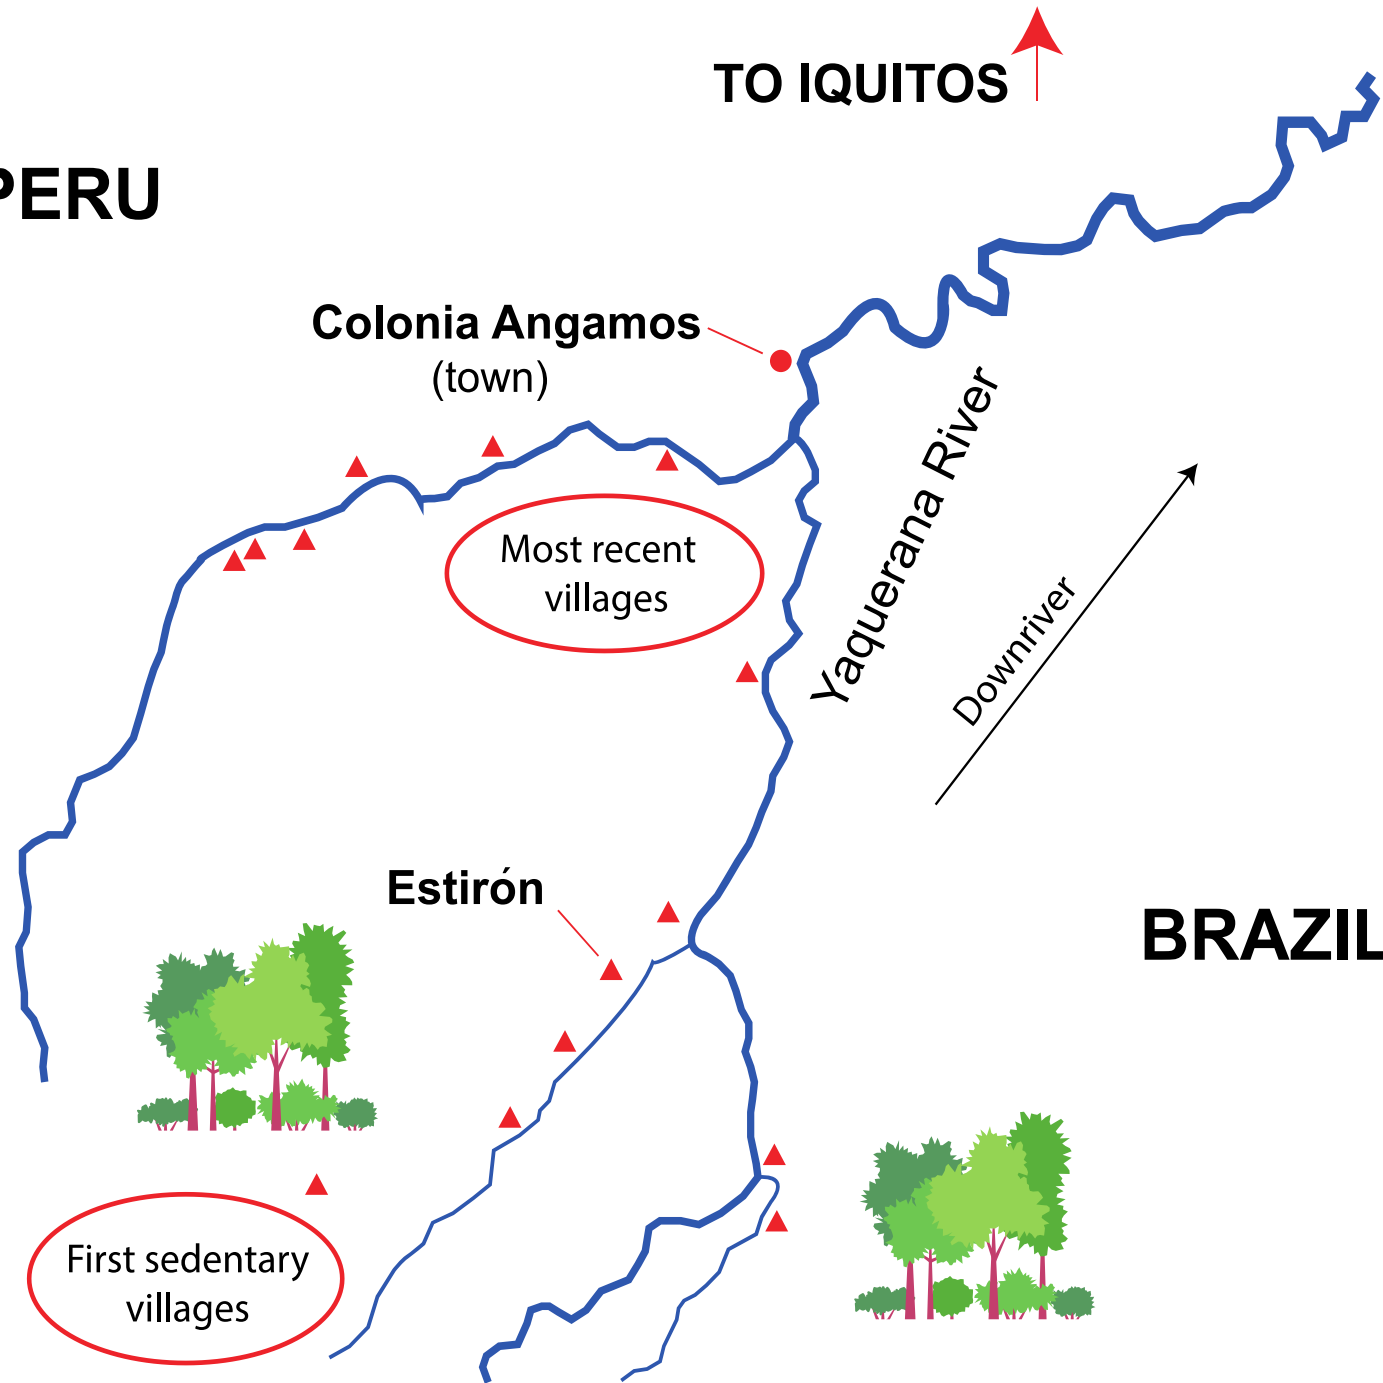 TO IQUITOS
PERU
Colonia Angamos
(town)
Most recent
villages
Yaquerana River
Downriver
Estirón
BRAZIL
First sedentary
villages